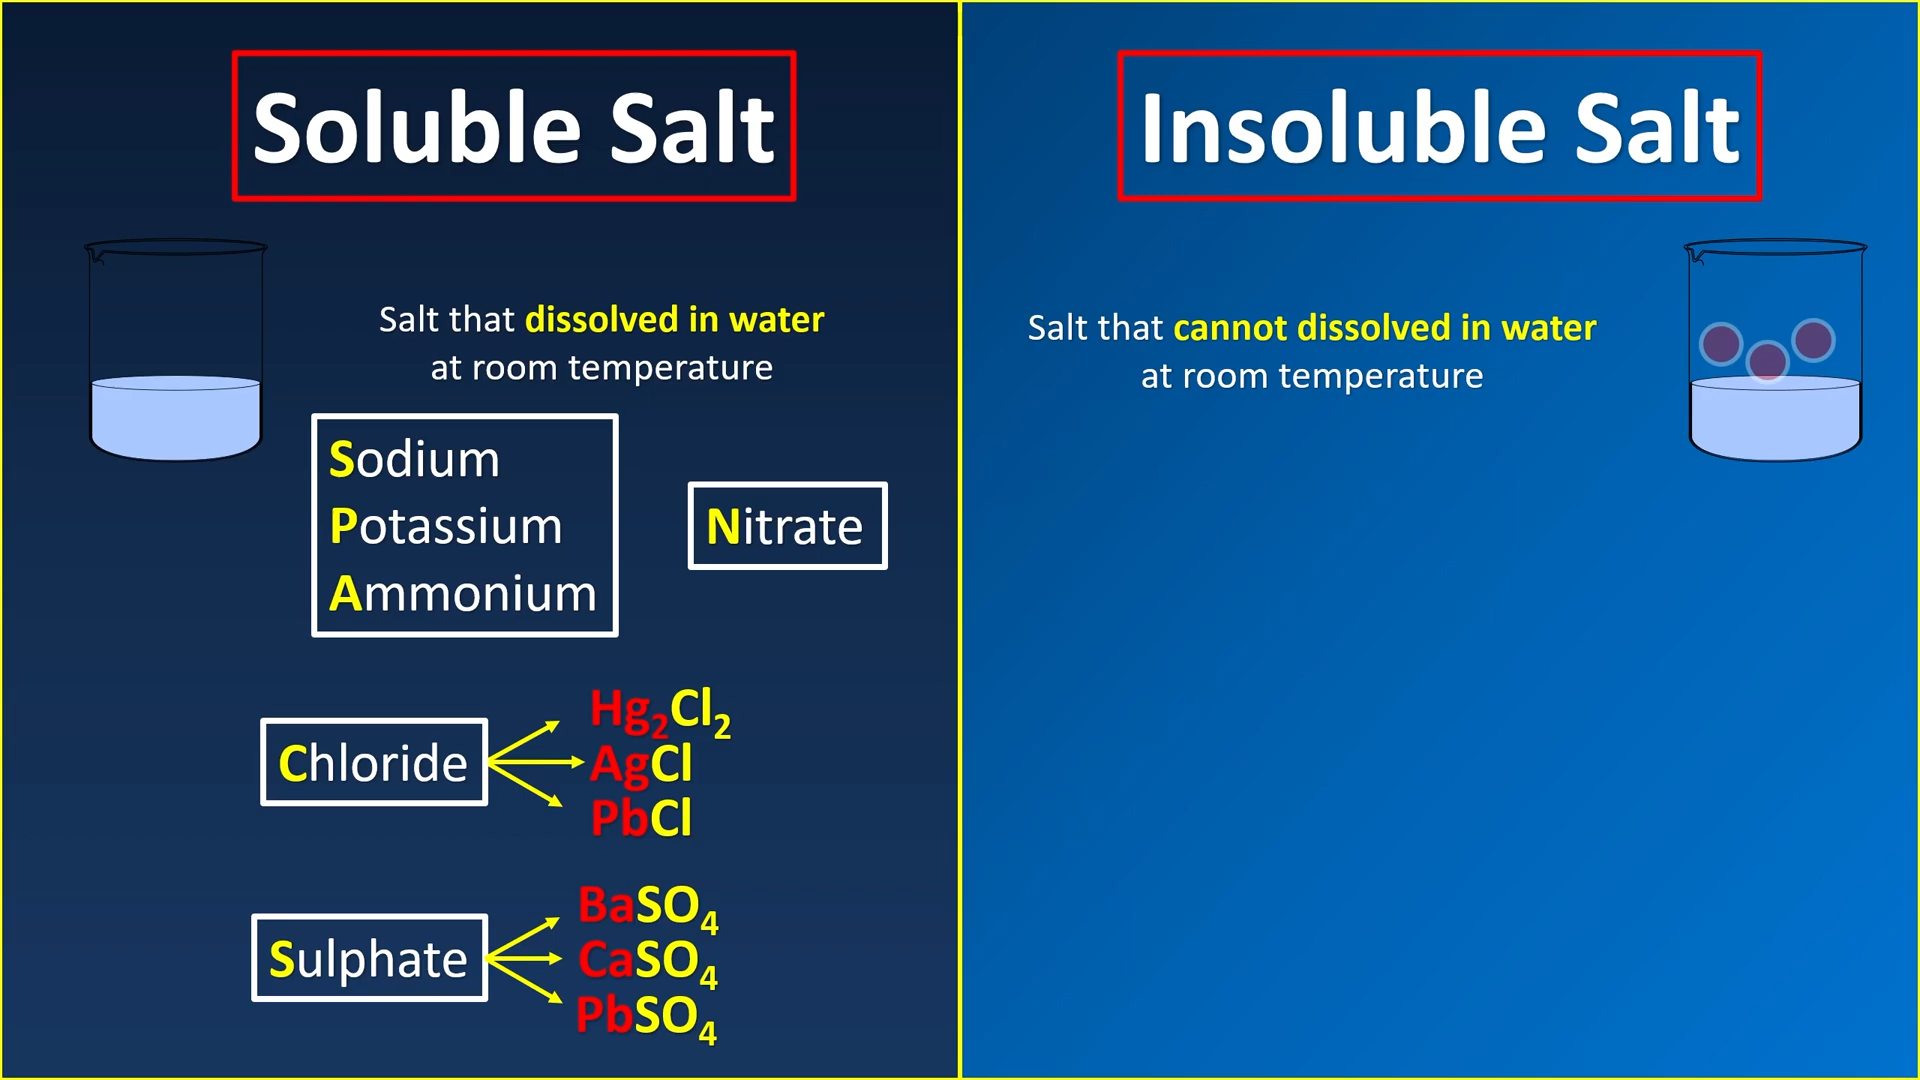 Soluble Salt
Salt that dissolved in water
at room temperature
Sodium
Potassium
Ammonium
Nitrate
Chloride
Hg₂Cl₂
AgCl
PbCl
Sulphate
BaSO₄
CaSO₄
PbSO₄
Insoluble Salt
Salt that cannot dissolved in water
at room temperature